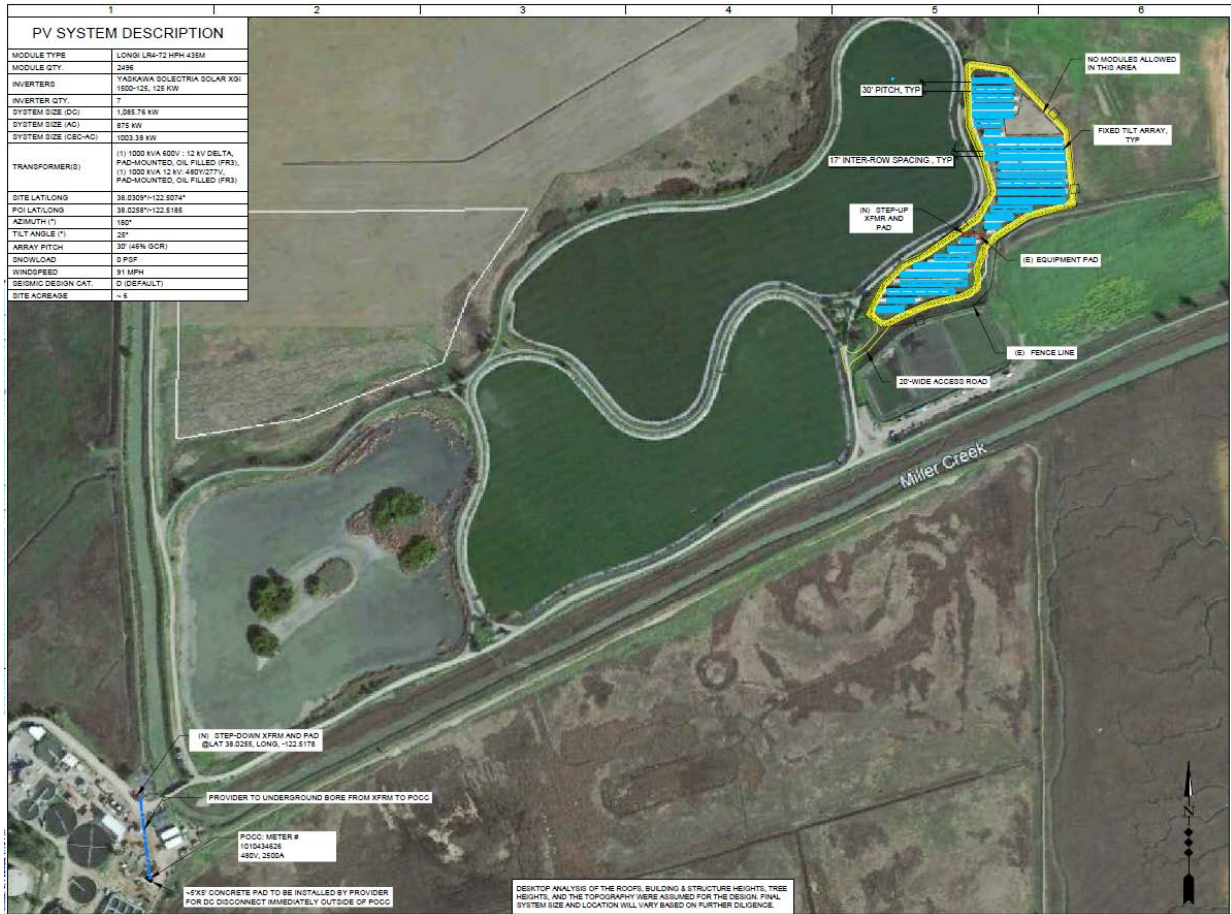 1 2 3 4 5 6
PV SYSTEM DESCRIPTION
MODULE TYPE LONGI LR4-72 HPH 435M
MODULE QTY. 2496
INVERTERS YASKAWA SOLECTRIA SOLAR XGI
1500-125, 125 KW
INVERTER QTY. 7
SYSTEM SIZE (DC) 1,085.76 kW
SYSTEM SIZE (AC) 875 kW
SYSTEM SIZE (CEC-AC) 1003.38 kW
TRANSFORMER(S) (1) 1000 kVA 600V : 12 kV DELTA,
PAD-MOUNTED, OIL FILLED (FR3),
(1) 1000 kVA 12 kV: 480Y/277V,
PAD-MOUNTED, OIL FILLED (FR3)
SITE LAT/LONG 38.0309°/-122.5074°
POI LAT/LONG 38.0258°/-122.5185
AZIMUTH (°) 180°
TILT ANGLE (°) 25°
ARRAY PITCH 30' (46% GCR)
SNOWLOAD 0 PSF
WINDSPEED 91 MPH
SEISMIC DESIGN CAT. D (DEFAULT)
SITE ACREAGE ~ 6
NO MODULES ALLOWED
IN THIS AREA
30' PITCH, TYP
FIXED TILT ARRAY,
TYP
17' INTER-ROW SPACING , TYP
(N) STEP-UP
XFMR AND
PAD
(E) EQUIPMENT PAD
(E) FENCE LINE
20'-WIDE ACCESS ROAD
Miller Creek
(N) STEP-DOWN XFRM AND PAD
@LAT 38.0255, LONG, -122.5178
PROVIDER TO UNDERGROUND BORE FROM XFRM TO POCC
POCC: METER #
1010434626
480V, 2500A
~5'X5' CONCRETE PAD TO BE INSTALLED BY PROVIDER
FOR DC DISCONNECT IMMEDIATELY OUTSIDE OF POCC
DESKTOP ANALYSIS OF THE ROOFS, BUILDING & STRUCTURE HEIGHTS, TREE
HEIGHTS, AND THE TOPOGRAPHY WERE ASSUMED FOR THE DESIGN. FINAL
SYSTEM SIZE AND LOCATION WILL VARY BASED ON FURTHER DILIGENCE.
N